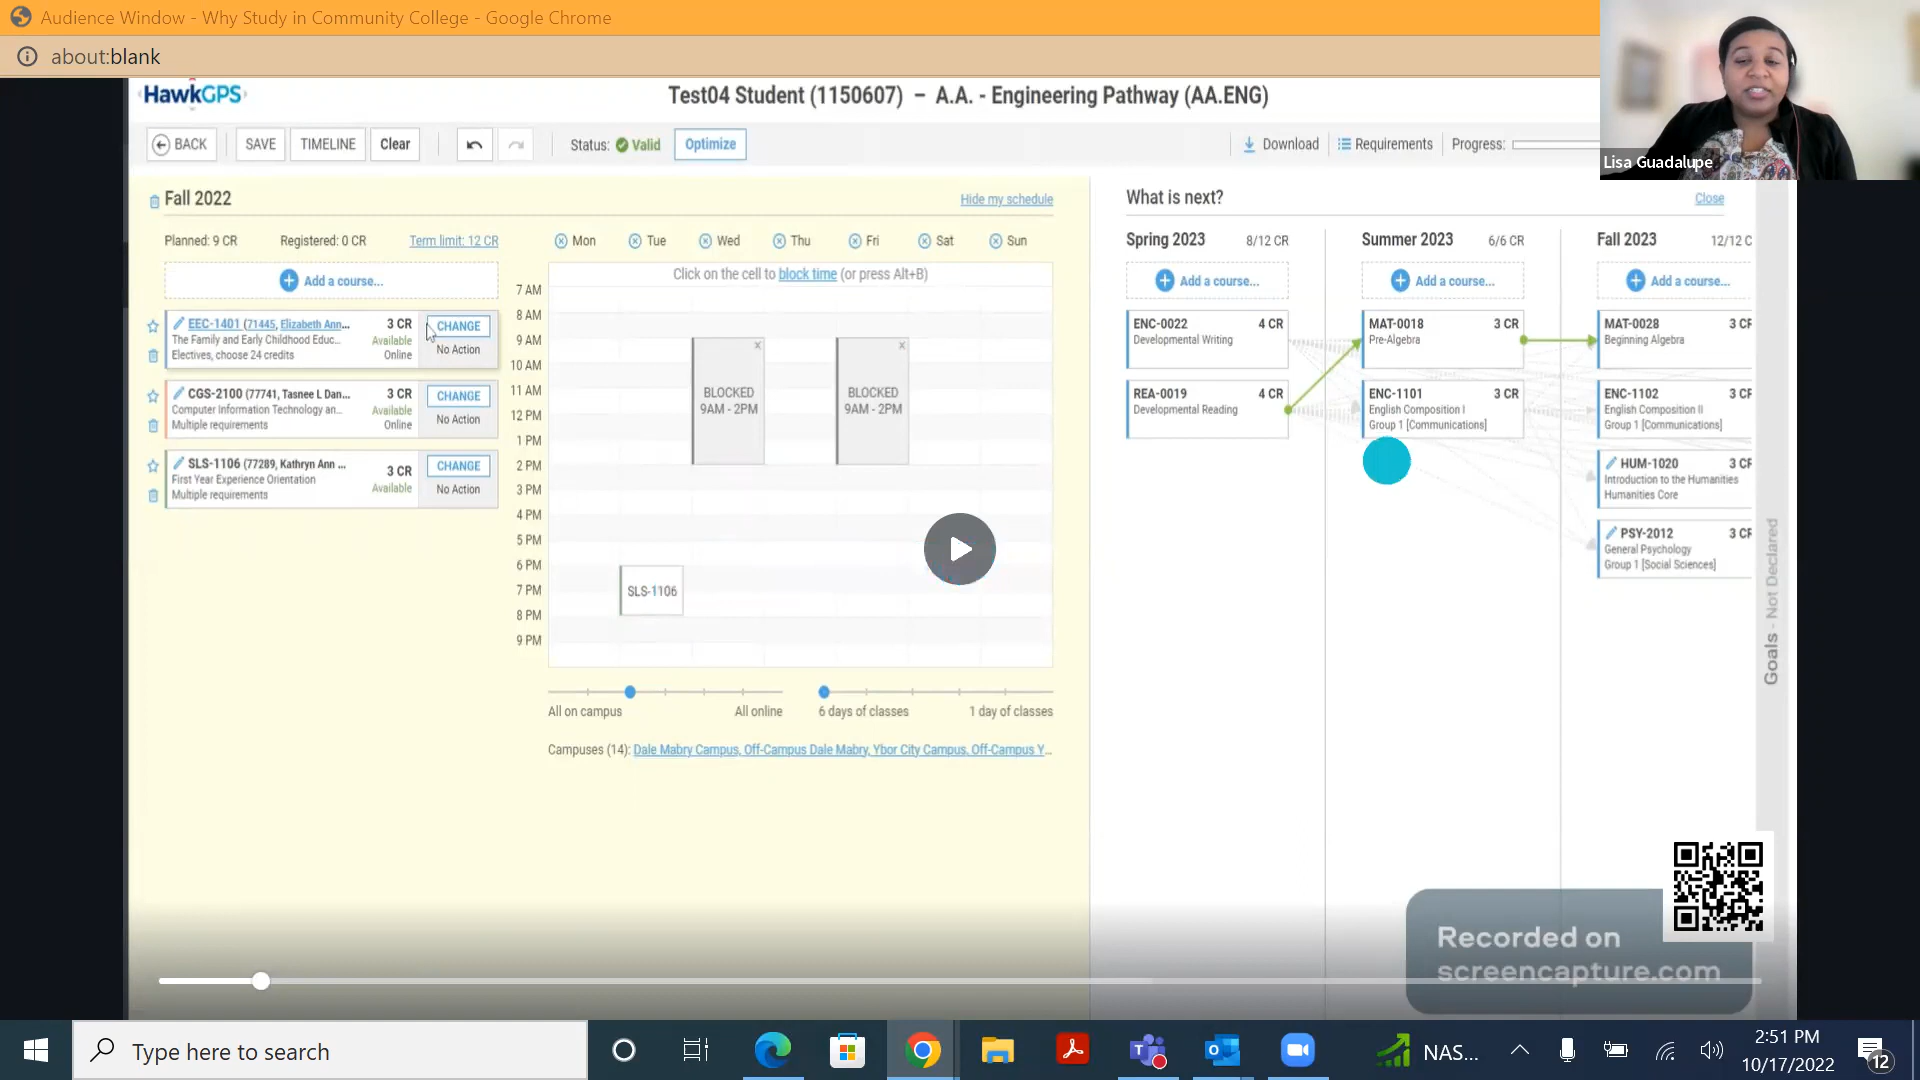 Audience Window - Why Study in Community College - Google Chrome
about:blank
HawkGPS
Test04 Student (1150607) – A.A. - Engineering Pathway (AA.ENG)
BACK
SAVE
TIMELINE
Clear
Status: Valid
Optimize
Download
Requirements
Progress:
Lisa Guadalupe
Fall 2022
Hide my schedule
Planned: 9 CR
Registered: 0 CR
Term limit: 12 CR
Add a course...
EEC-1401 (71445, Elizabeth Ann...
3 CR
CHANGE
The Family and Early Childhood Educ...
Available
Electives, choose 24 credits
Online
No Action
CGS-2100 (77741, Tasnee L Dan...
3 CR
CHANGE
Computer Information Technology an...
Available
Multiple requirements
Online
No Action
SLS-1106 (77289, Kathryn Ann ...
3 CR
CHANGE
First Year Experience Orientation
Available
Multiple requirements
No Action
Mon
Tue
Wed
Thu
Fri
Sat
Sun
Click on the cell to block time (or press Alt+B)
7 AM
8 AM
9 AM
10 AM
11 AM
12 PM
1 PM
2 PM
3 PM
4 PM
5 PM
6 PM
7 PM
8 PM
9 PM
x
BLOCKED
9AM - 2PM
x
BLOCKED
9AM - 2PM
SLS-1106
All on campus
All online
6 days of classes
1 day of classes
Campuses (14): Dale Mabry Campus, Off-Campus Dale Mabry, Ybor City Campus, Off-Campus Y...
What is next?
Close
Spring 2023
8/12 CR
Add a course...
ENC-0022
4 CR
Developmental Writing
REA-0019
4 CR
Developmental Reading
Summer 2023
6/6 CR
Add a course...
MAT-0018
3 CR
Pre-Algebra
ENC-1101
3 CR
English Composition I
Group 1 [Communications]
Fall 2023
12/12 C
Add a course...
MAT-0028
3 CR
Beginning Algebra
ENC-1102
3 CR
English Composition II
Group 1 [Communications]
HUM-1020
3 CR
Introduction to the Humanities
Humanities Core
PSY-2012
3 CR
General Psychology
Group 1 [Social Sciences]
Goals - Not Declared
Recorded on
screencapture.com
Type here to search
NAS...
2:51 PM
10/17/2022
12